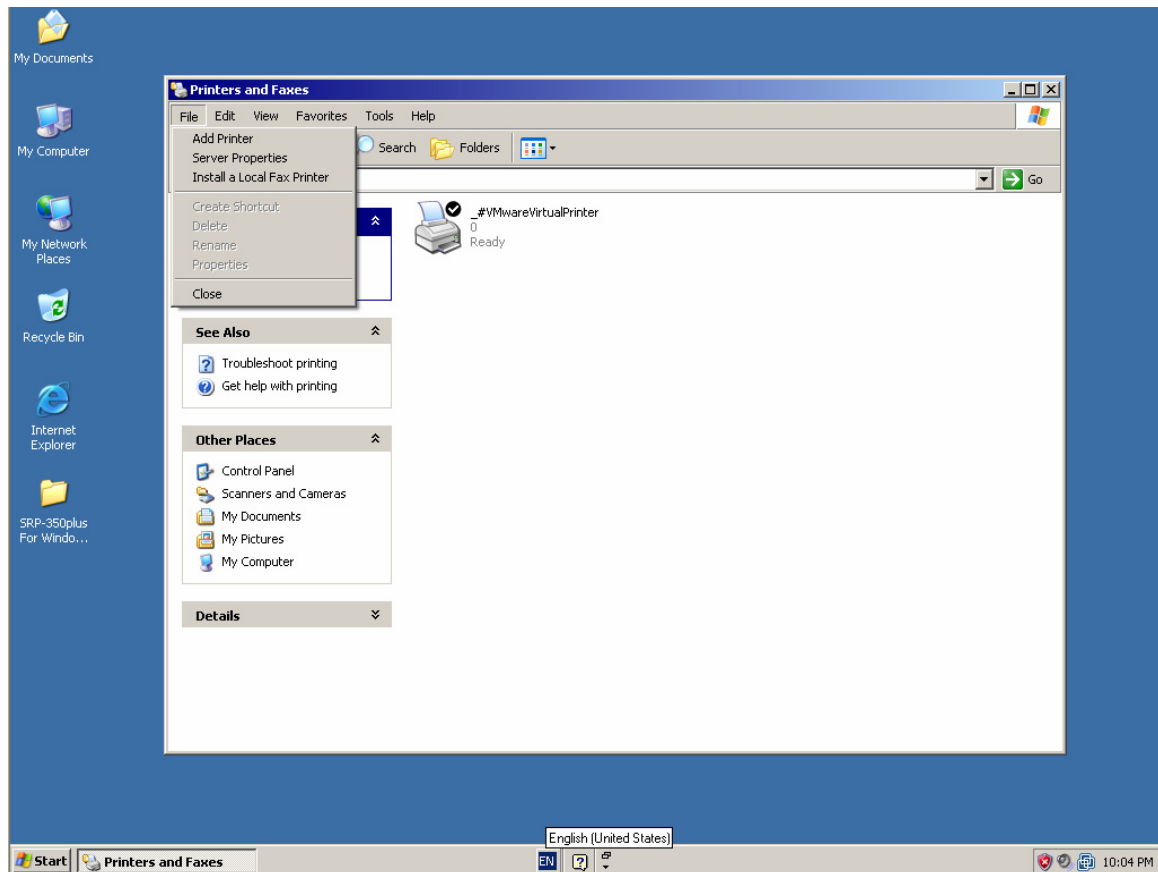 My Documents
My Computer
My Network
Places
Recycle Bin
Internet
Explorer
SRP-350plus
For Windo...
Printers and Faxes
File Edit View Favorites Tools Help
Add Printer
Server Properties
Install a Local Fax Printer
Create Shortcut
Delete
Rename
Properties
Close
Search Folders
Go
_#VMwareVirtualPrinter
0
Ready
See Also
Troubleshoot printing
Get help with printing
Other Places
Control Panel
Scanners and Cameras
My Documents
My Pictures
My Computer
Details
English (United States)
Start Printers and Faxes EN 10:04 PM